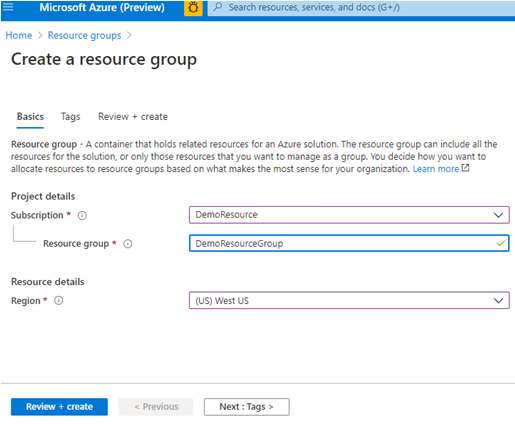 Microsoft Azure (Preview)
Search resources, services, and docs (G+/)
Home > Resource groups >
Create a resource group
Basics Tags Review + create
Resource group - A container that holds related resources for an Azure solution. The resource group can include all the
resources for the solution, or only those resources that you want to manage as a group. You decide how you want to
allocate resources to resource groups based on what makes the most sense for your organization. Learn more
Project details
Subscription * DemoResource
Resource group * DemoResourceGroup
Resource details
Region * (US) West US
Review + create < Previous Next : Tags >